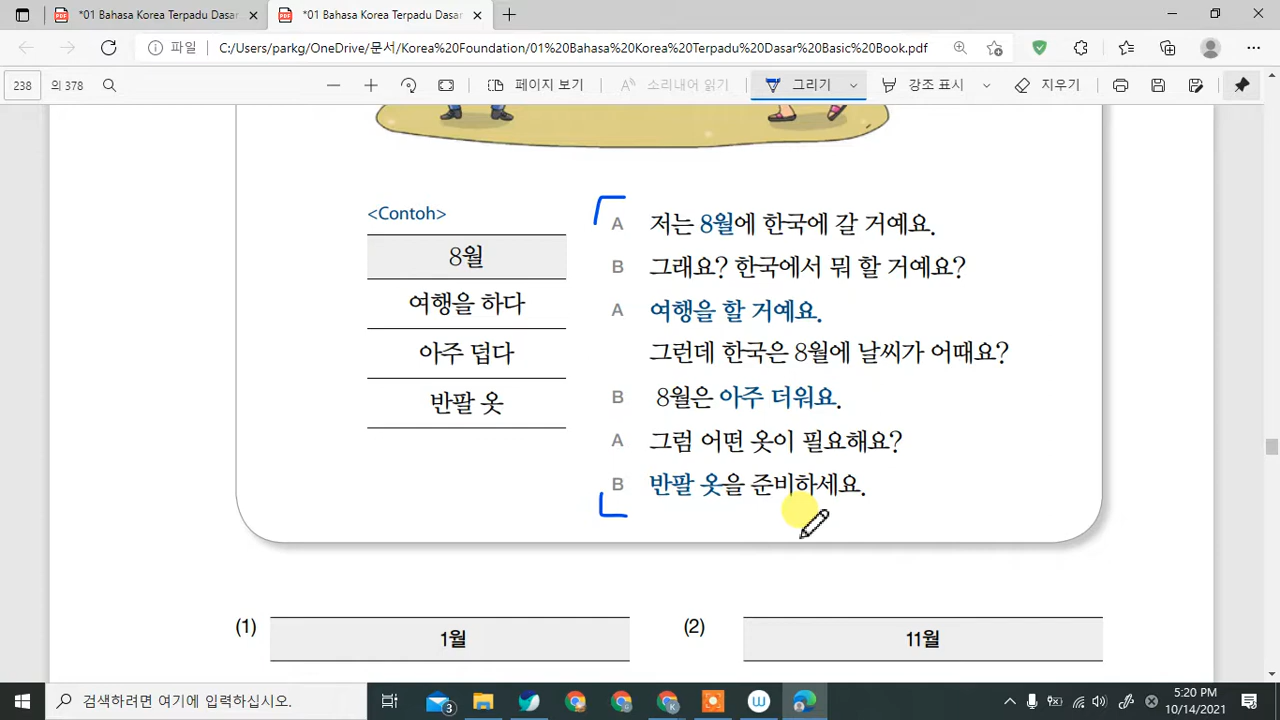 *01 Bahasa Korea Terpadu Dasar
*01 Bahasa Korea Terpadu Dasar
파일 C:/Users/parkg/OneDrive/문서/Korea%20Foundation/01%20Bahasa%20Korea%20Terpadu%20Dasar%20Basic%20Book.pdf
238 의 378 페이지 보기 소리내어 읽기 그리기 강조 표시 지우기
<Contoh>
8월
여행을 하다
아주 덥다
반팔 옷
A 저는 8월에 한국에 갈 거예요.
B 그래요? 한국에서 뭐 할 거예요?
A 여행을 할 거예요.
그런데 한국은 8월에 날씨가 어때요?
B 8월은 아주 더워요.
A 그럼 어떤 옷이 필요해요?
B 반팔 옷을 준비하세요.
(1) 1월
(2) 11월
검색하려면 여기에 입력하십시오.
3
5:20 PM
10/14/2021